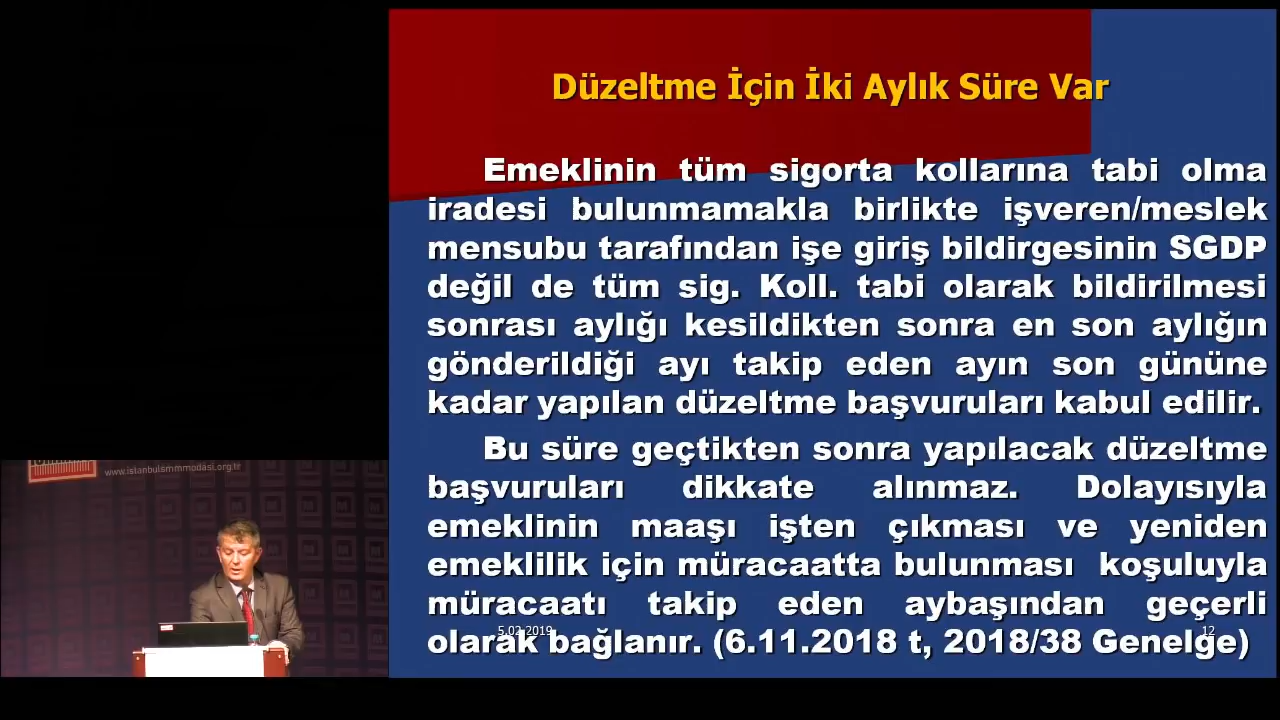 Düzeltme İçin İki Aylık Süre Var
Emeklinin tüm sigorta kollarına tabi olma
iradesi bulunmamakla birlikte işveren/meslek
mensubu tarafından işe giriş bildirgesinin SGDP
değil de tüm sig. Koll. tabi olarak bildirilmesi
sonrası aylığı kesildikten sonra en son aylığın
gönderildiği ayı takip eden ayın son gününe
kadar yapılan düzeltme başvuruları kabul edilir.
Bu süre geçtikten sonra yapılacak düzeltme
başvuruları dikkate alınmaz. Dolayısıyla
emeklinin maaşı işten çıkması ve yeniden
emeklilik için müracaatta bulunması koşuluyla
müracaatı takip eden aybaşından geçerli
olarak bağlanır. (6.11.2018 t, 2018/38 Genelğe)
5.02.2019
12
www.istanbulsmmmodasi.org.tr